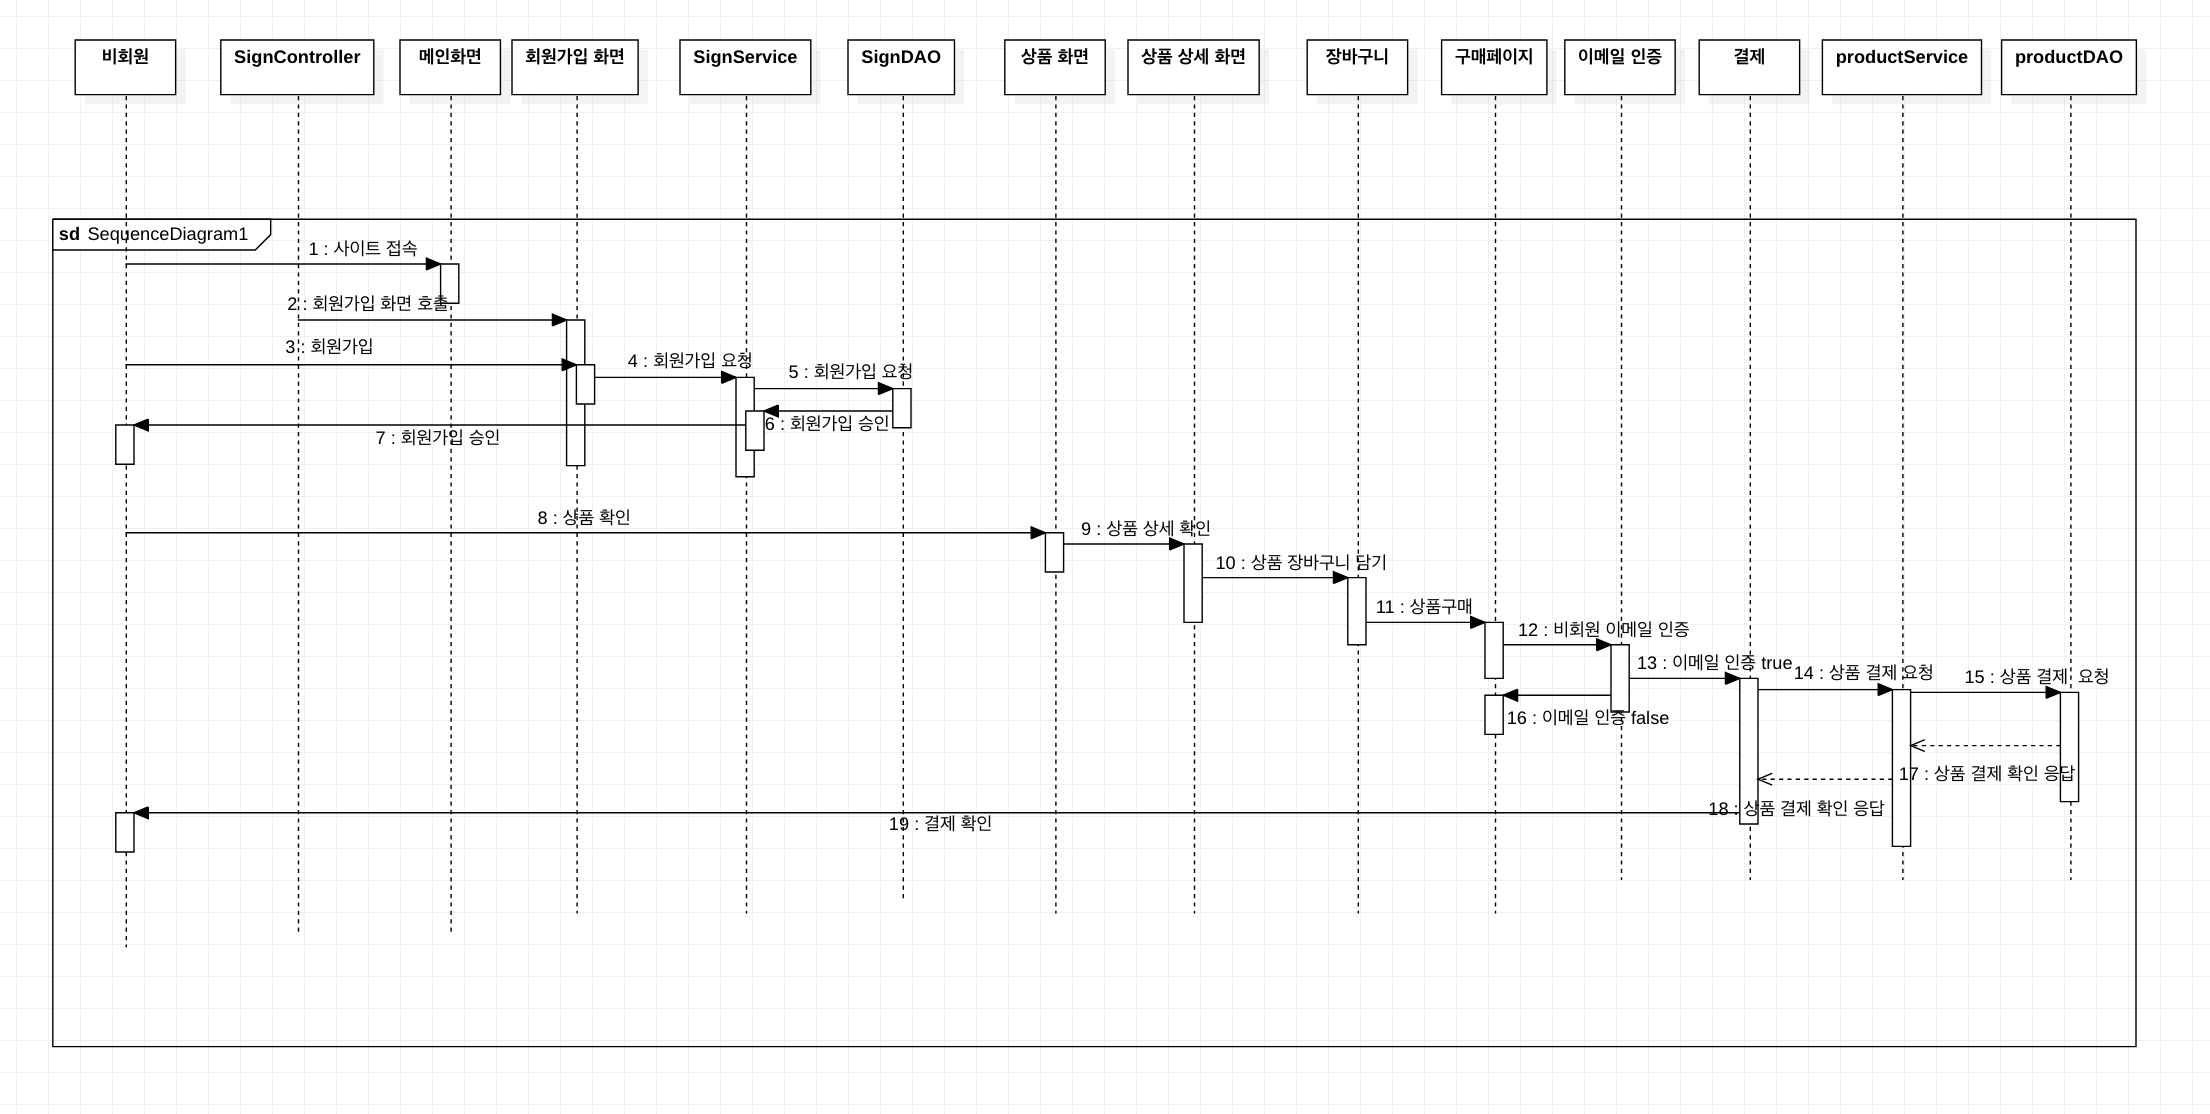 비회원
SignController
메인화면
회원가입 화면
SignService
SignDAO
상품 화면
상품 상세 화면
장바구니
구매페이지
이메일 인증
결제
productService
productDAO
sd SequenceDiagram1
1 : 사이트 접속
2 : 회원가입 화면 호출
3 : 회원가입
4 : 회원가입 요청
5 : 회원가입 요청
6 : 회원가입 승인
7 : 회원가입 승인
8 : 상품 확인
9 : 상품 상세 확인
10 : 상품 장바구니 담기
11 : 상품구매
12 : 비회원 이메일 인증
13 : 이메일 인증 true
14 : 상품 결제 요청
15 : 상품 결제 요청
16 : 이메일 인증 false
17 : 상품 결제 확인 응답
18 : 상품 결제 확인 응답
19 : 결제 확인